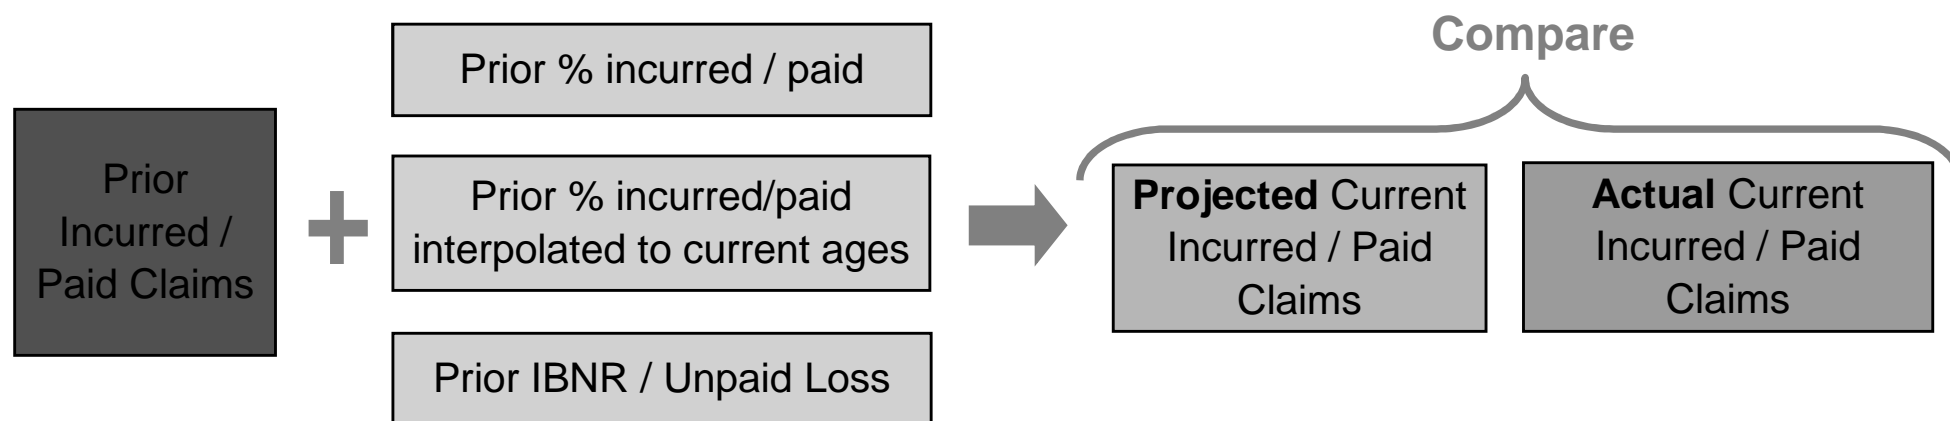 Compare
Prior % incurred / paid
Prior
Incurred /
Paid Claims
+
Prior % incurred/paid
interpolated to current ages
Prior IBNR / Unpaid Loss
Projected Current
Incurred / Paid
Claims
Actual Current
Incurred / Paid
Claims